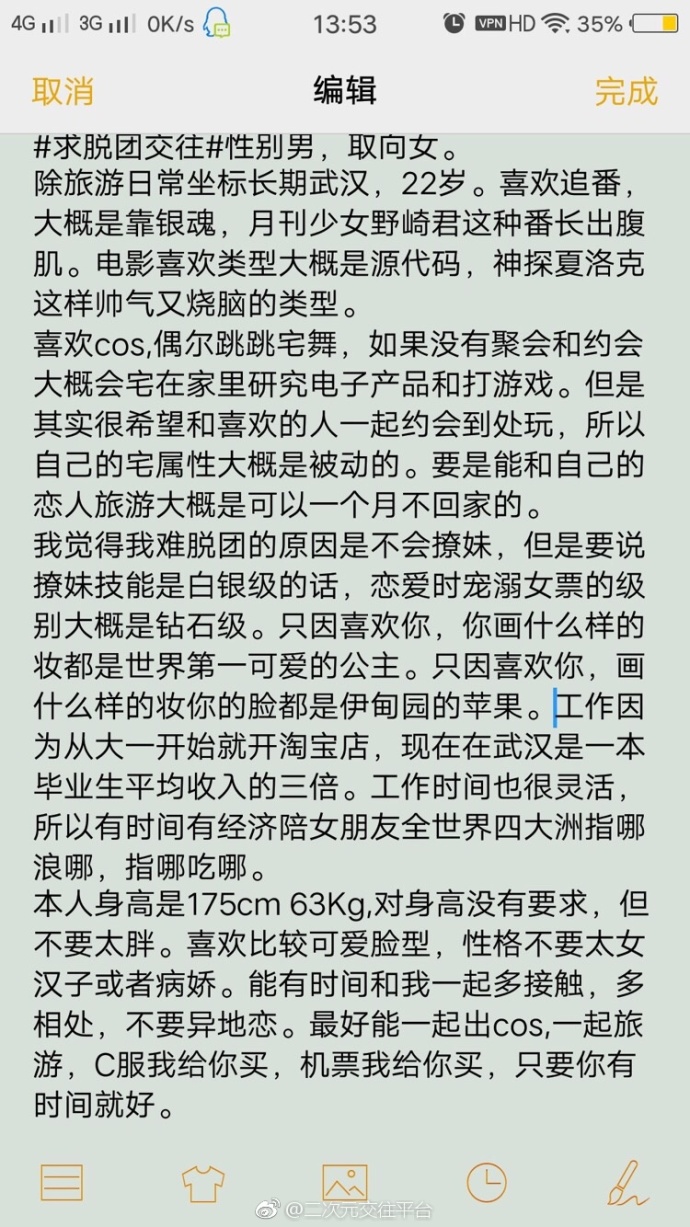 4G 3G 0K/s 13:53 VPN HD 35%
取消 编辑 完成
#求脱团交往#性别男，取向女。
除旅游日常坐标长期武汉，22岁。喜欢追番，
大概是靠银魂，月刊少女野崎君这种番长出腹
肌。电影喜欢类型大概是源代码，神探夏洛克
这样帅气又烧脑的类型。
喜欢cos,偶尔跳跳宅舞，如果没有聚会和约会
大概会宅在家里研究电子产品和打游戏。但是
其实很希望和喜欢的人一起约会到处玩，所以
自己的宅属性大概是被动的。要是能和自己的
恋人旅游大概是可以一个月不回家的。
我觉得我难脱团的原因是不会撩妹，但是要说
撩妹技能是白银级的话，恋爱时宠溺女票的级
别大概是钻石级。只因喜欢你，你画什么样的
妆都是世界第一可爱的公主。只因喜欢你，画
什么样的妆你的脸都是伊甸园的苹果。工作因
为从大一开始就开淘宝店，现在在武汉是一本
毕业生平均收入的三倍。工作时间也很灵活，
所以有时间有经济陪女朋友全世界四大洲指哪
浪哪，指哪吃哪。
本人身高是175cm 63Kg,对身高没有要求，但
不要太胖。喜欢比较可爱脸型，性格不要太女
汉子或者病娇。能有时间和我一起多接触，多
相处，不要异地恋。最好能一起出cos,一起旅
游，C服我给你买，机票我给你买，只要你有
时间就好。
@二次元交往平台